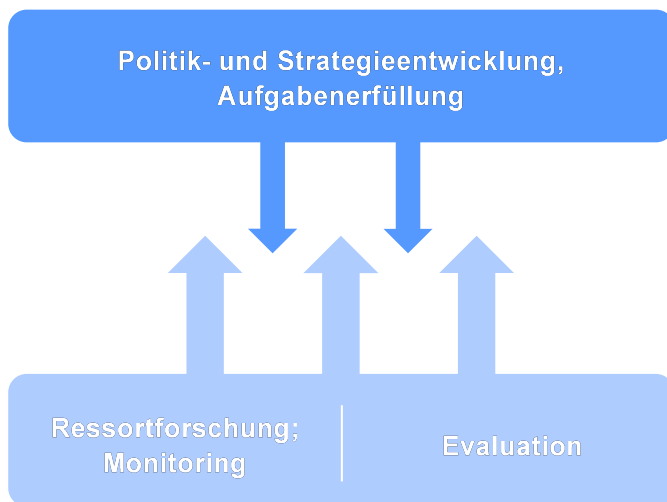 Politik- und Strategieentwicklung,
Aufgabenerfüllung
Ressortforschung;
Monitoring
Evaluation